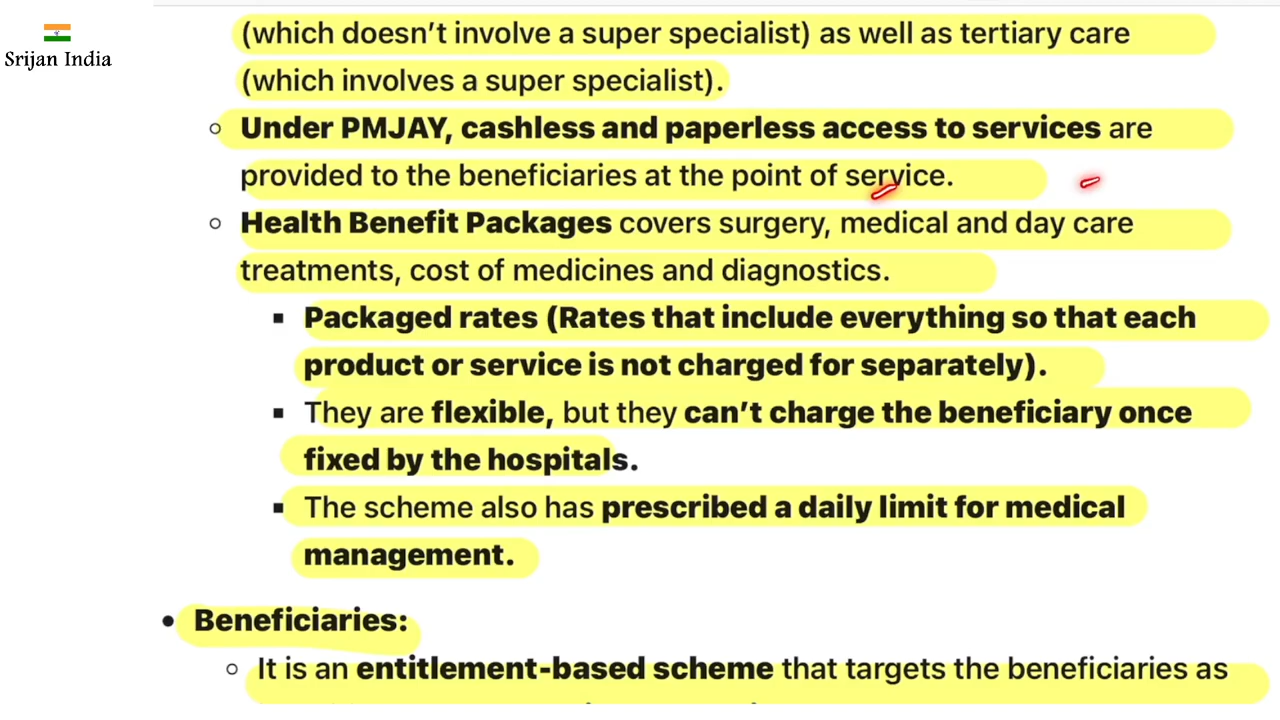 Srijan India
(which doesn’t involve a super specialist) as well as tertiary care
(which involves a super specialist).
Under PMJAY, cashless and paperless access to services are
provided to the beneficiaries at the point of service.
Health Benefit Packages covers surgery, medical and day care
treatments, cost of medicines and diagnostics.
Packaged rates (Rates that include everything so that each
product or service is not charged for separately).
They are flexible, but they can’t charge the beneficiary once
fixed by the hospitals.
The scheme also has prescribed a daily limit for medical
management.
Beneficiaries:
It is an entitlement-based scheme that targets the beneficiaries as